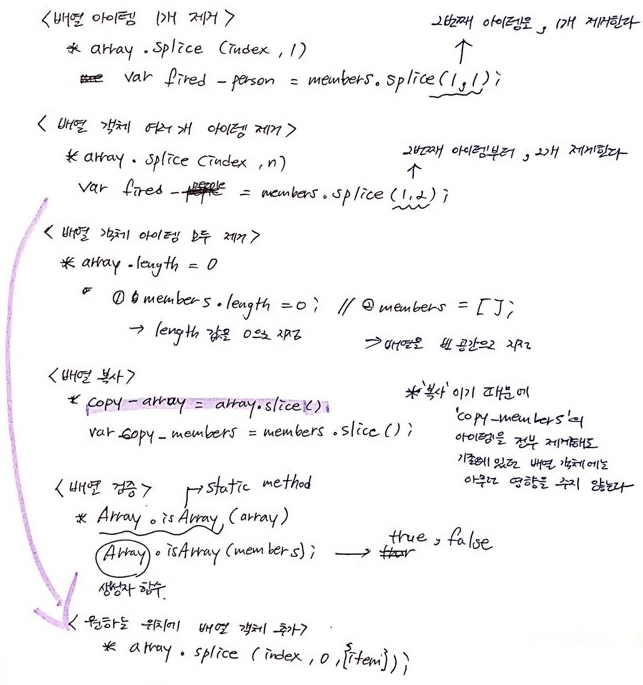 <배열 아이템 1개 제거>
* array.splice (index, 1)
2번째 아이템을, 1개 제거한다
var fired-person = members.splice(1,1);
<배열 객체 여러 개 아이템 제거>
* array.splice (index, n)
2번째 아이템부터, 2개 제거한다
var fired-people = members.splice(1,2);
<배열 객체 아이템 모두 제거>
* array.length = 0
① members.length = 0; // ② members = [];
→ length 값을 0으로 지정
→ 배열을 빈 공간으로 지정
<배열 복사>
* copy-array = array.slice()
var copy-members = members.slice();
* '복사'이기 때문에
'copy-members'의
아이템을 전부 제거해도
기존에 있던 배열 객체에는
아무런 영향을 주지 않는다
<배열 검증>
→ static method
* Array.isArray(array)
Array.isArray(members); → true, false
생성자 함수.
<원하는 위치에 배열 객체 추가>
* array.splice (index, 0, [{item}]);